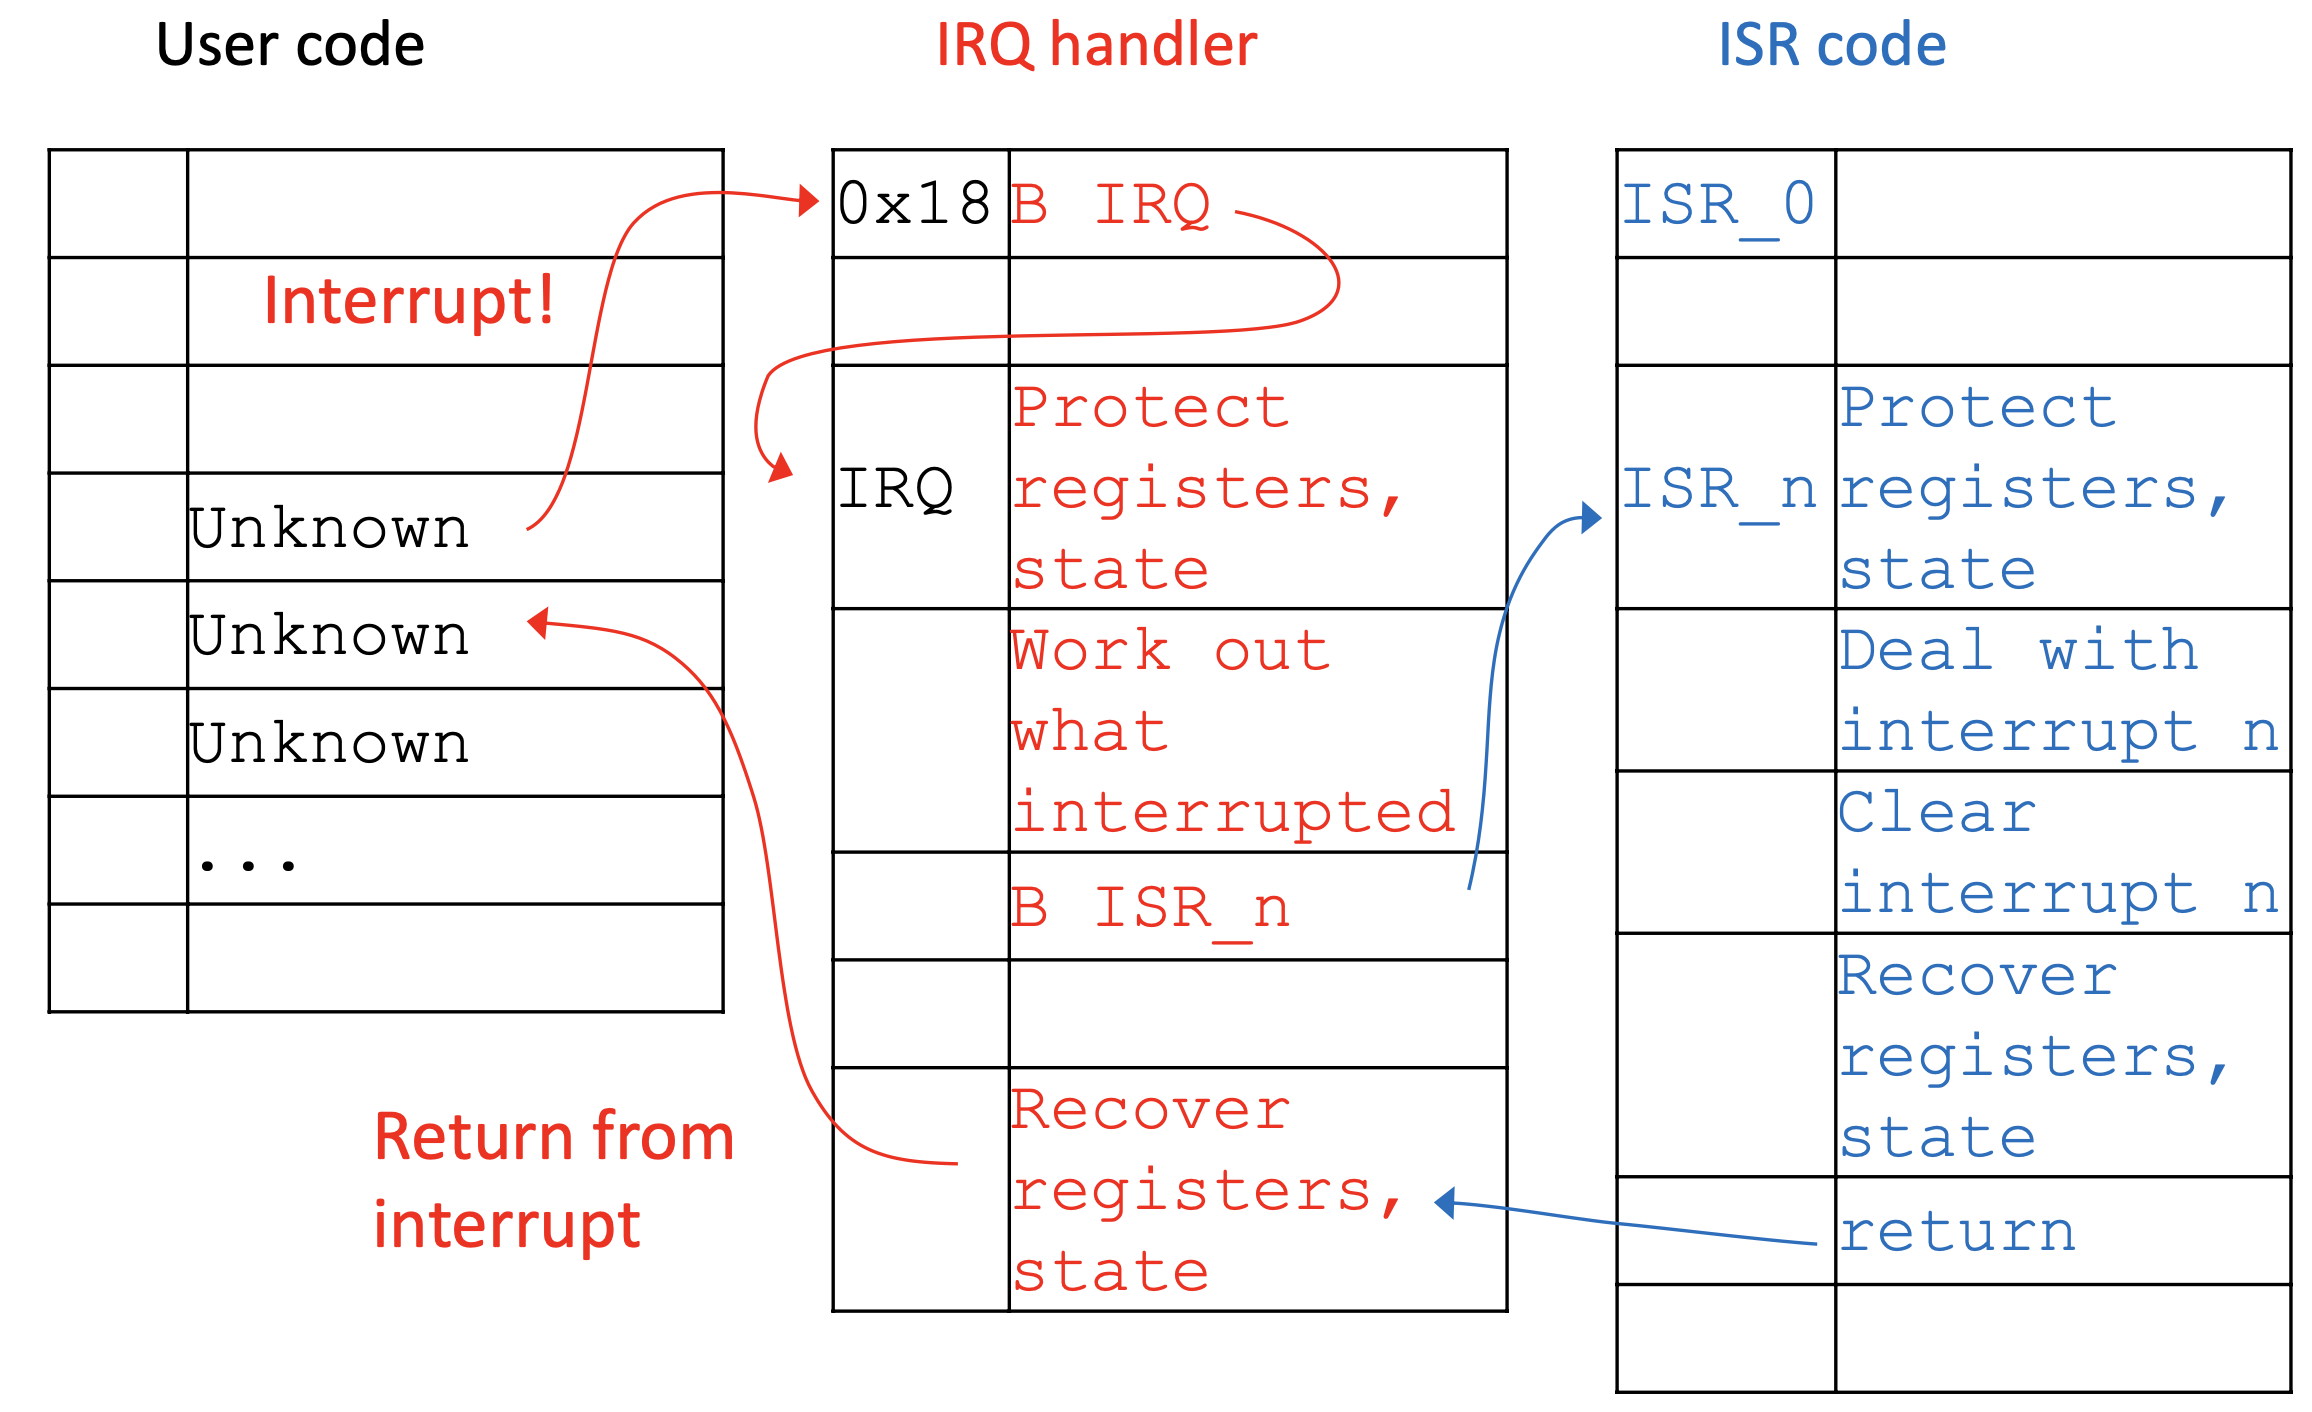 User code
IRQ handler
ISR code
Interrupt!
Unknown
Unknown
Unknown
...
Return from
interrupt
0x18 B IRQ
IRQ
Protect
registers,
state
Work out
what
interrupted
B ISR_n
Recover
registers,
state
ISR_0
ISR_n
Protect
registers,
state
Deal with
interrupt n
Clear
interrupt n
Recover
registers,
state
return